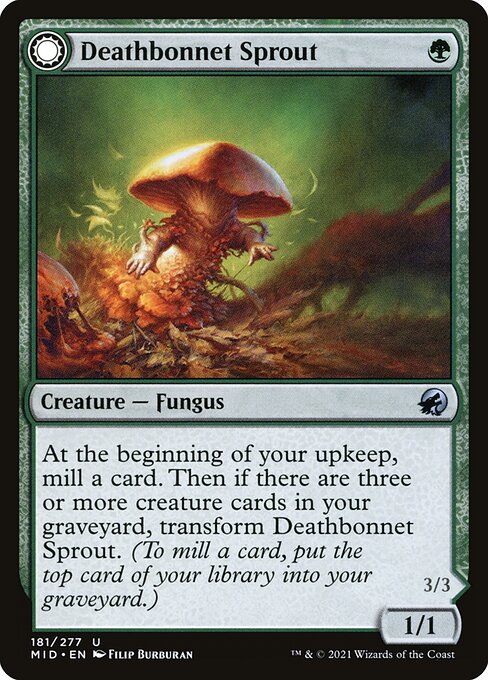 Deathbonnet Sprout
Creature — Fungus
At the beginning of your upkeep,
mill a card. Then if there are three
or more creature cards in your
graveyard, transform Deathbonnet
Sprout. (To mill a card, put the
top card of your library into your
graveyard.)
3/3
1/1
181/277 U
MID • EN Filip Burburan
™ & © 2021 Wizards of the Coast